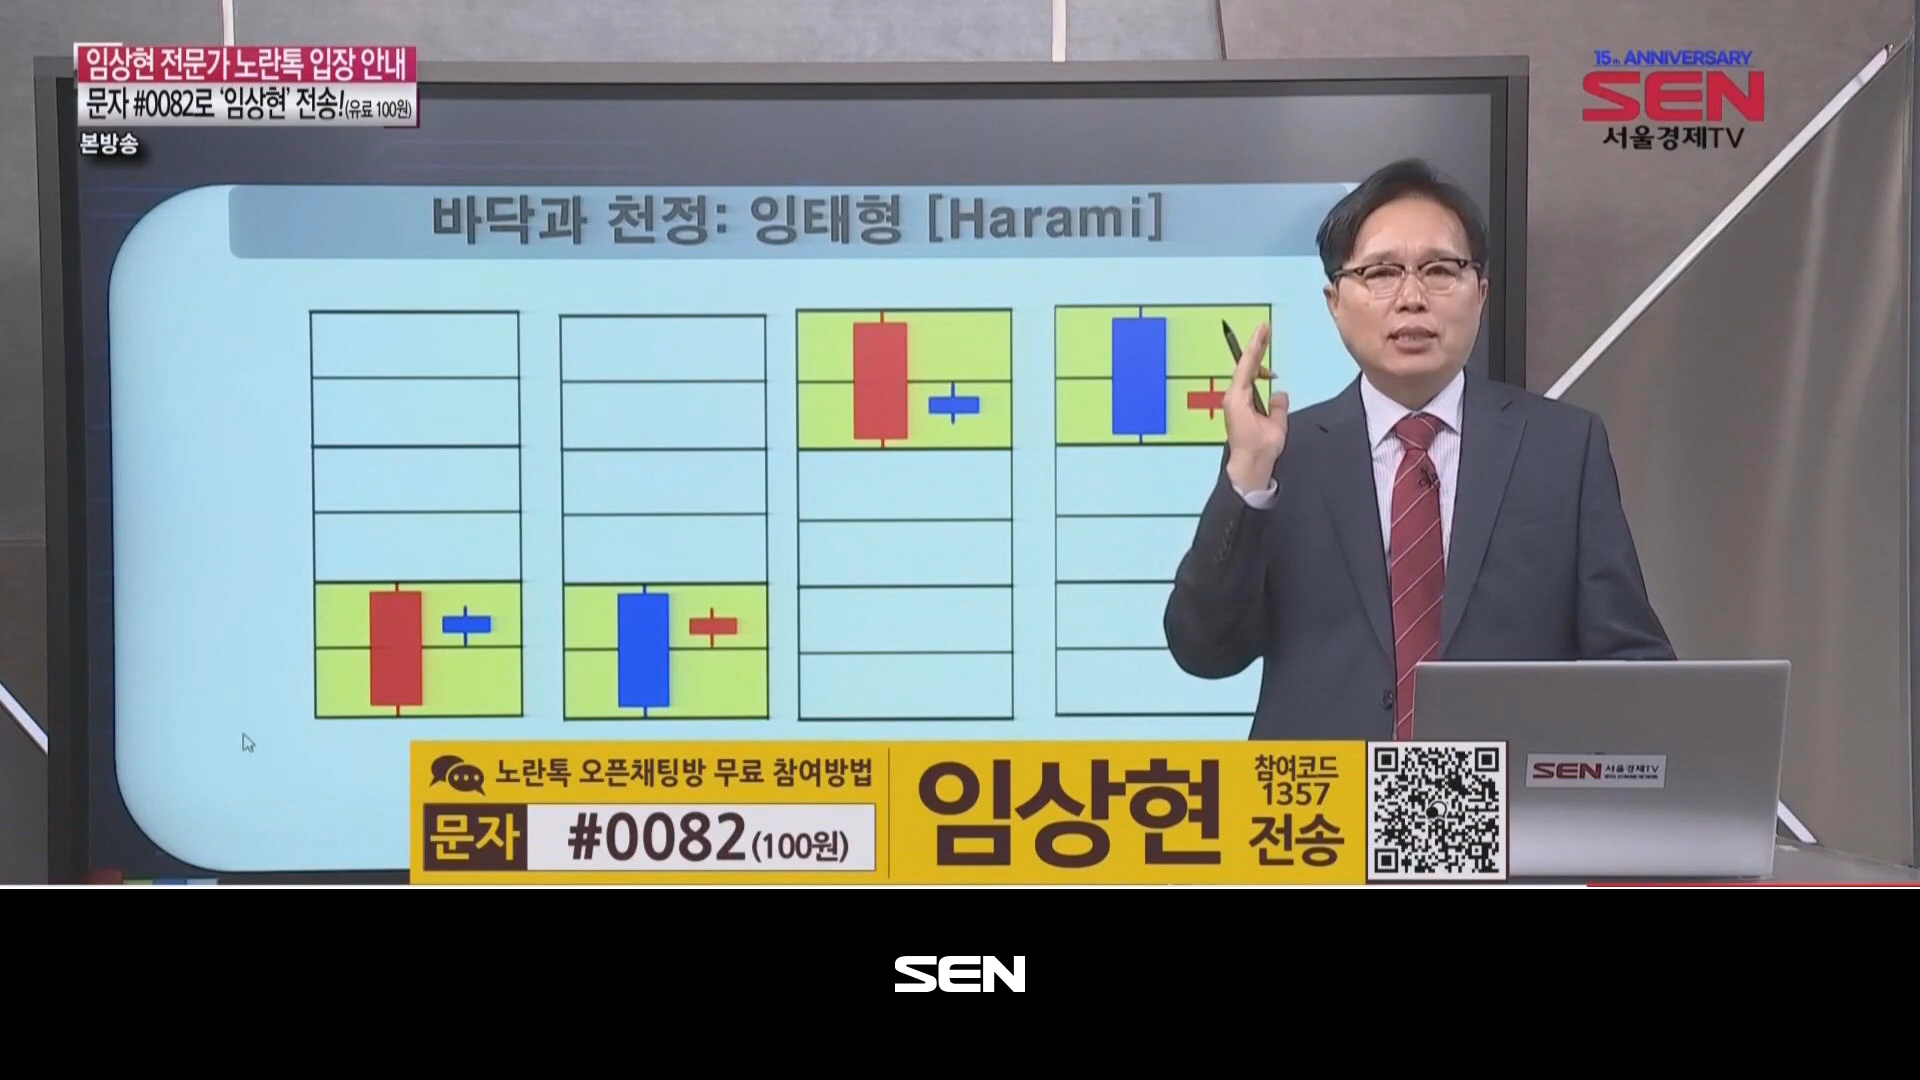 임상현 전문가 노란톡 입장 안내
문자 #0082로 '임상현' 전송!(유료 100원)
본방송
15th ANNIVERSARY
SEN
서울경제TV
바닥과 천정: 잉태형 [Harami]
노란톡 오픈채팅방 무료 참여방법
문자 #0082(100원)
임상현
참여코드
1357
전송
SEN 서울경제TV
SEN